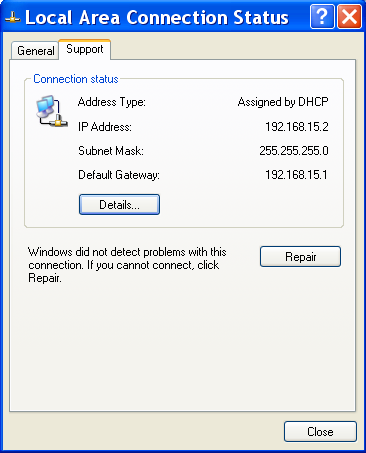 Local Area Connection Status
General
Support
Connection status
Address Type: Assigned by DHCP
IP Address: 192.168.15.2
Subnet Mask: 255.255.255.0
Default Gateway: 192.168.15.1
Details...
Windows did not detect problems with this
connection. If you cannot connect, click
Repair.
Repair
Close